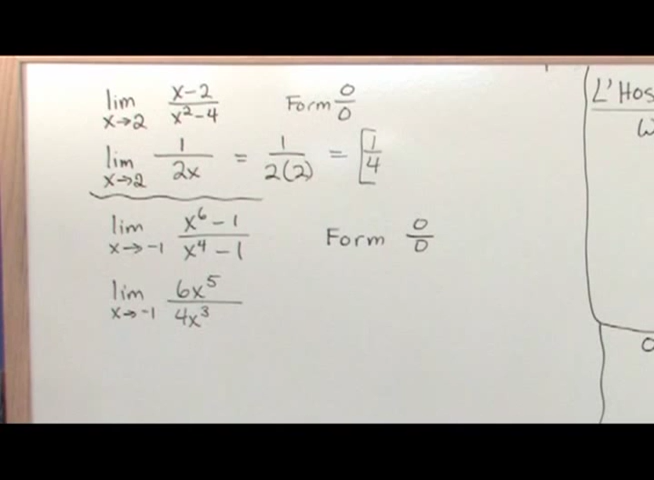 lim x→2 x-2/x²-4 Form 0/0
lim x→2 1/2x = 1/2(2) = 1/4
lim x→-1 x⁶-1/x⁴-1 Form 0/0
lim x→-1 6x⁵/4x³
L'Hos